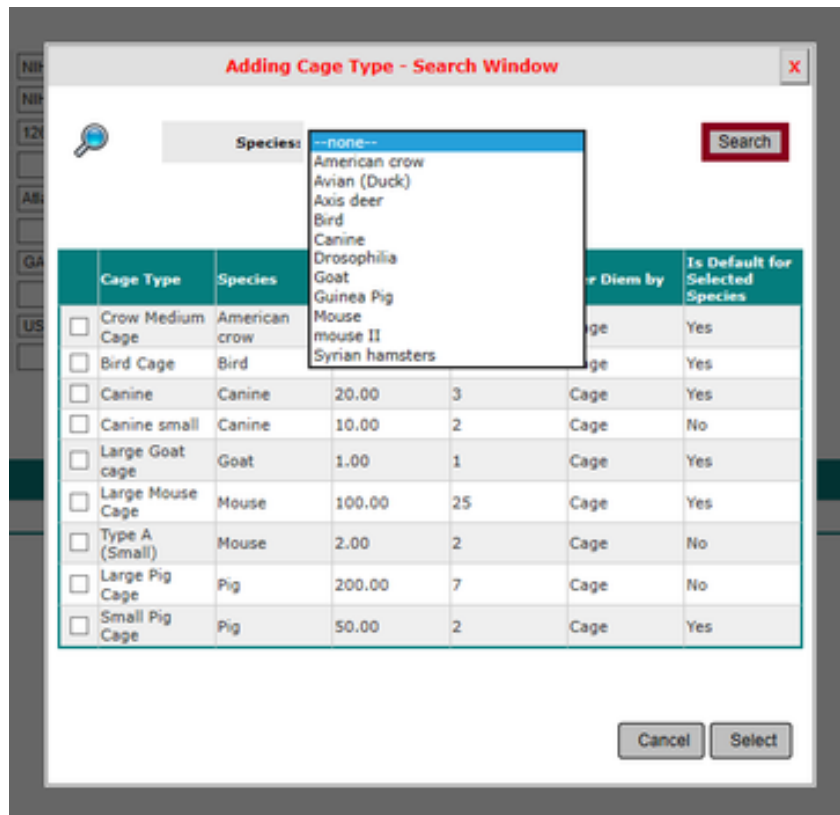 Adding Cage Type - Search Window
X
NIH
NIH
Species:
--none--
Search
American crow
Avian (Duck)
Axis deer
Bird
Canine
Drosophilia
Goat
Guinea Pig
Mouse
mouse II
Syrian hamsters
GA
US
Cage Type Species Diem by Is Default for Selected Species
Crow Medium Cage American crow Yes
Bird Cage Bird Yes
Canine Canine 20.00 3 Cage Yes
Canine small Canine 10.00 2 Cage No
Large Goat cage Goat 1.00 1 Cage Yes
Large Mouse Cage Mouse 100.00 25 Cage Yes
Type A (Small) Mouse 2.00 2 Cage No
Large Pig Cage Pig 200.00 7 Cage No
Small Pig Cage Pig 50.00 2 Cage Yes
Cancel Select